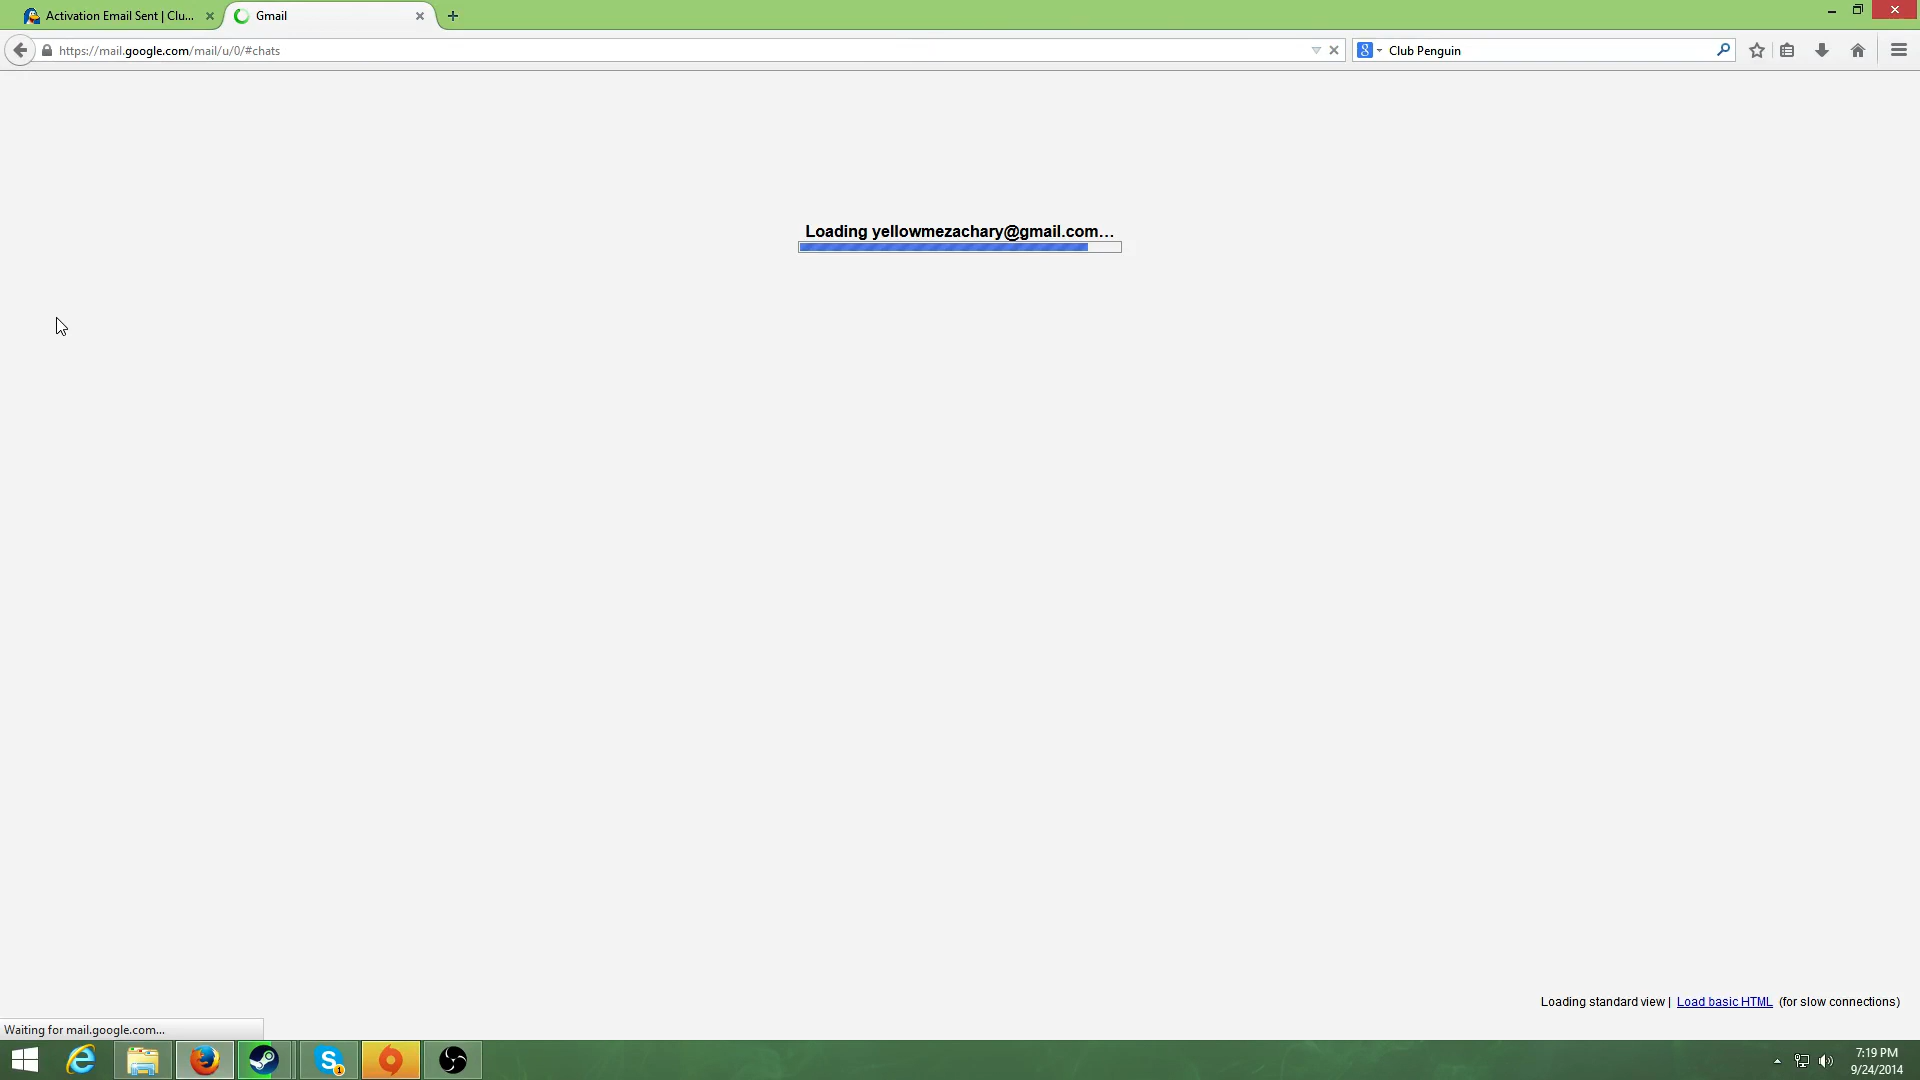 Activation Email Sent | Clu...
Gmail
https://mail.google.com/mail/u/0/#chats
8
Club Penguin
Loading yellowmezachary@gmail.com...
Loading standard view | Load basic HTML (for slow connections)
Waiting for mail.google.com...
S
1
7:19 PM
9/24/2014